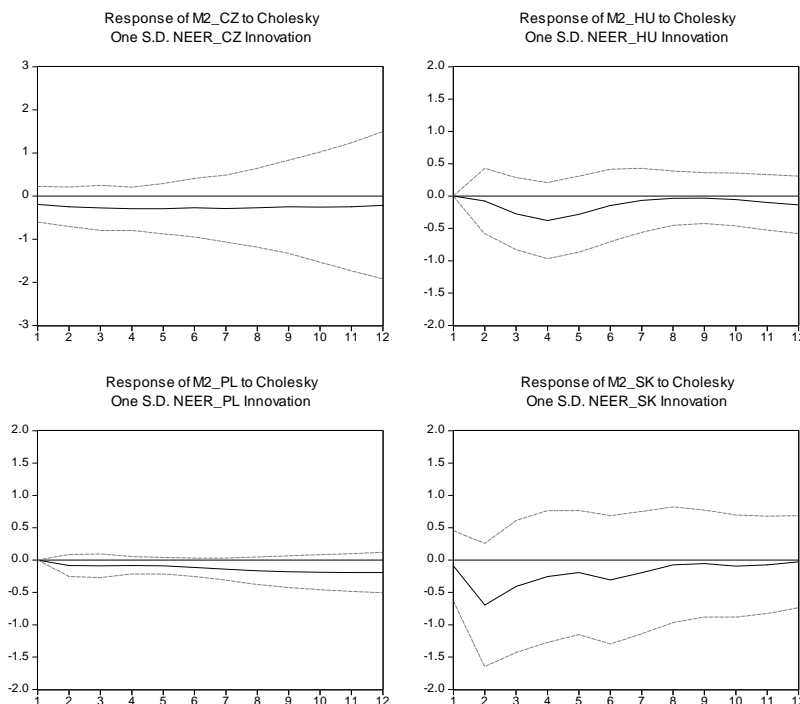 Response of M2_CZ to Cholesky
One S.D. NEER_CZ Innovation
3
2
1
0
-1
-2
-3
1 2 3 4 5 6 7 8 9 10 11 12
Response of M2_HU to Cholesky
One S.D. NEER_HU Innovation
2.0
1.5
1.0
0.5
0.0
-0.5
-1.0
-1.5
-2.0
1 2 3 4 5 6 7 8 9 10 11 12
Response of M2_PL to Cholesky
One S.D. NEER_PL Innovation
2.0
1.5
1.0
0.5
0.0
-0.5
-1.0
-1.5
-2.0
1 2 3 4 5 6 7 8 9 10 11 12
Response of M2_SK to Cholesky
One S.D. NEER_SK Innovation
2.0
1.5
1.0
0.5
0.0
-0.5
-1.0
-1.5
-2.0
1 2 3 4 5 6 7 8 9 10 11 12